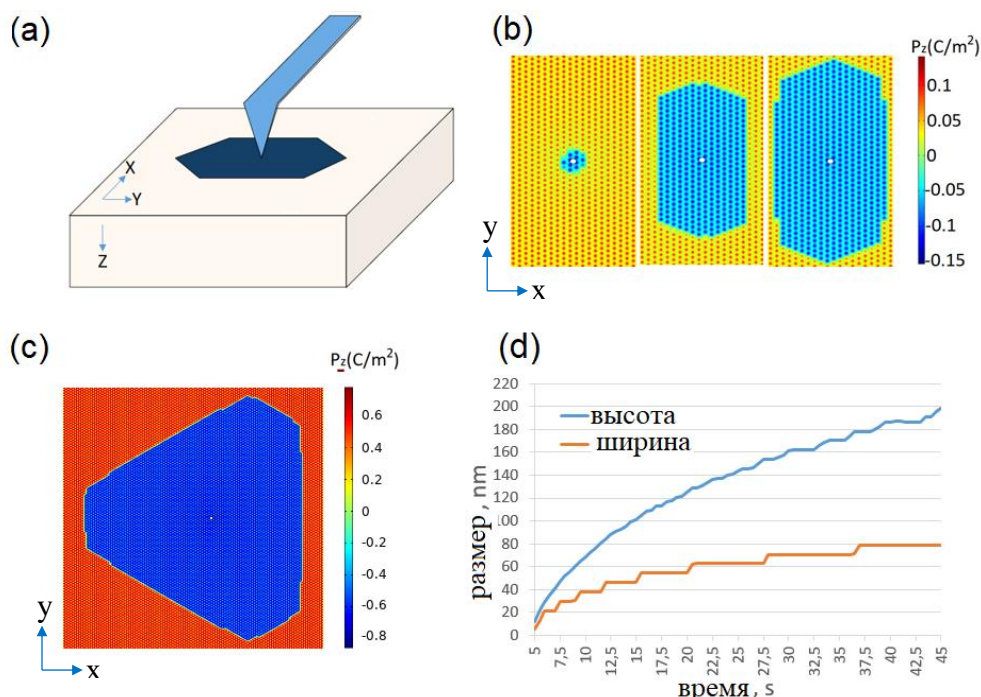 (a)
X
Y
Z
(b)
Pz(C/m²)
0.1
0.05
0
-0.05
-0.1
-0.15
y
x
(c)
Pz(C/m²)
0.6
0.4
0.2
0
-0.2
-0.4
-0.6
-0.8
y
x
(d)
220
200
180
160
140
120
100
80
60
40
20
0
размер, nm
высота
ширина
5
7,5
10
12,5
15
17,5
20
22,5
25
27,5
30
32,5
35
37,5
40
42,5
45
время, s